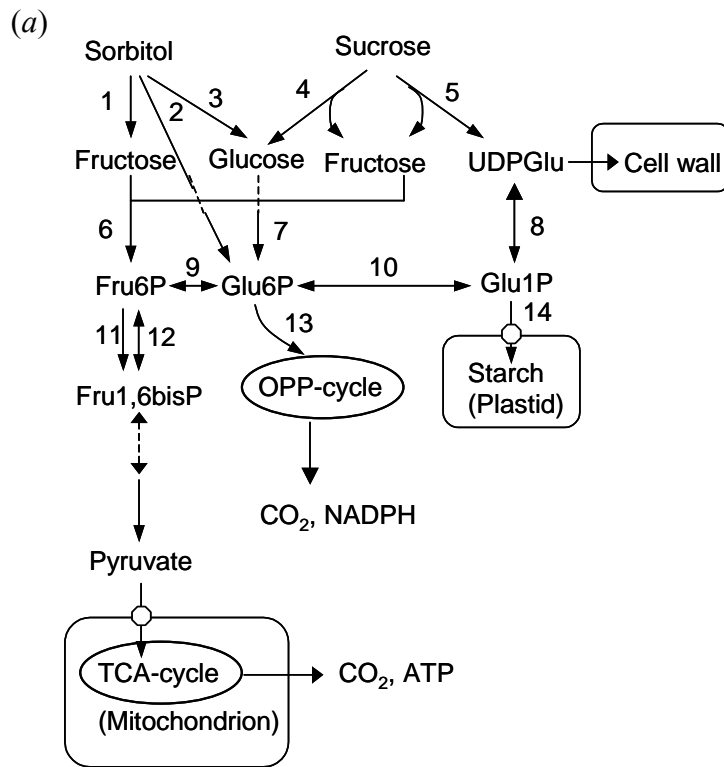 (a)
Sorbitol
Sucrose
1
2
3
4
5
Fructose
Glucose
Fructose
UDPGlu
Cell wall
6
7
8
Fru6P
9
Glu6P
10
Glu1P
11
12
13
14
Fru1,6bisP
OPP-cycle
Starch
(Plastid)
CO₂, NADPH
Pyruvate
TCA-cycle
CO₂, ATP
(Mitochondrion)